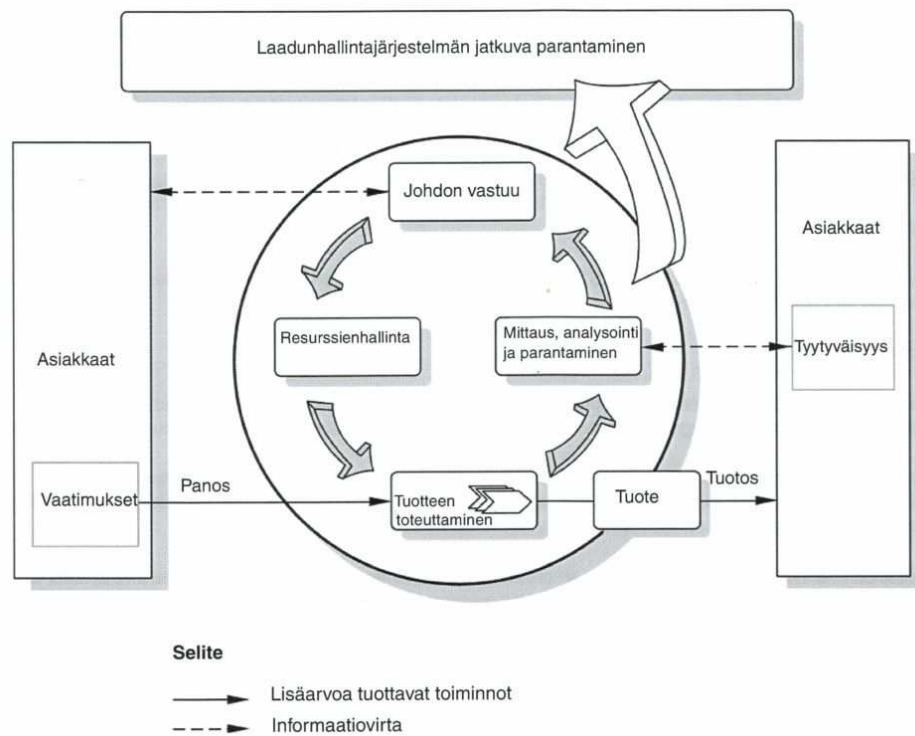 Laadunhallintajärjestelmän jatkuva parantaminen
Johdon vastuu
Asiakkaat
Resurssienhallinta
Mittaus, analysointi
ja parantaminen
Asiakkaat
Tyytyväisyys
Vaatimukset
Panos
Tuotteen
toteuttaminen
Tuote
Tuotos
Selite
Lisäarvoa tuottavat toiminnot
Informaatiovirta